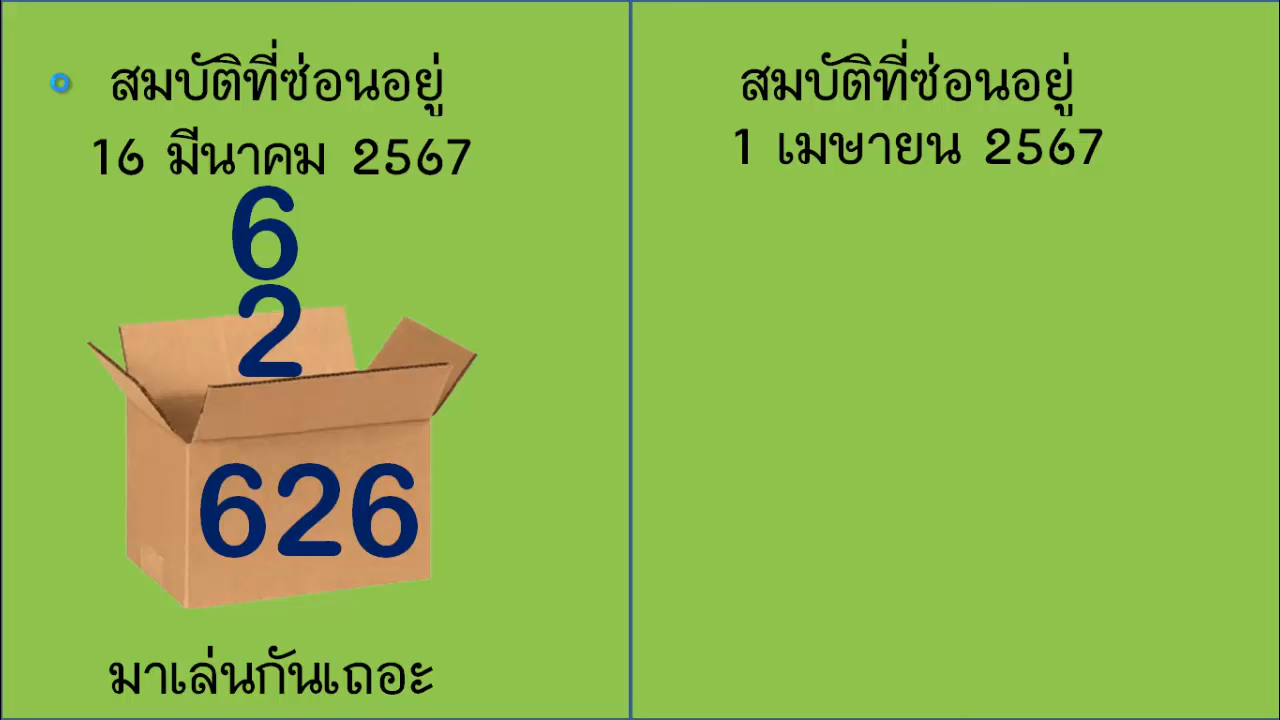 สมบัติที่ซ่อนอยู่
16 มีนาคม 2567
6
2
626
มาเล่นกันเถอะ
สมบัติที่ซ่อนอยู่
1 เมษายน 2567